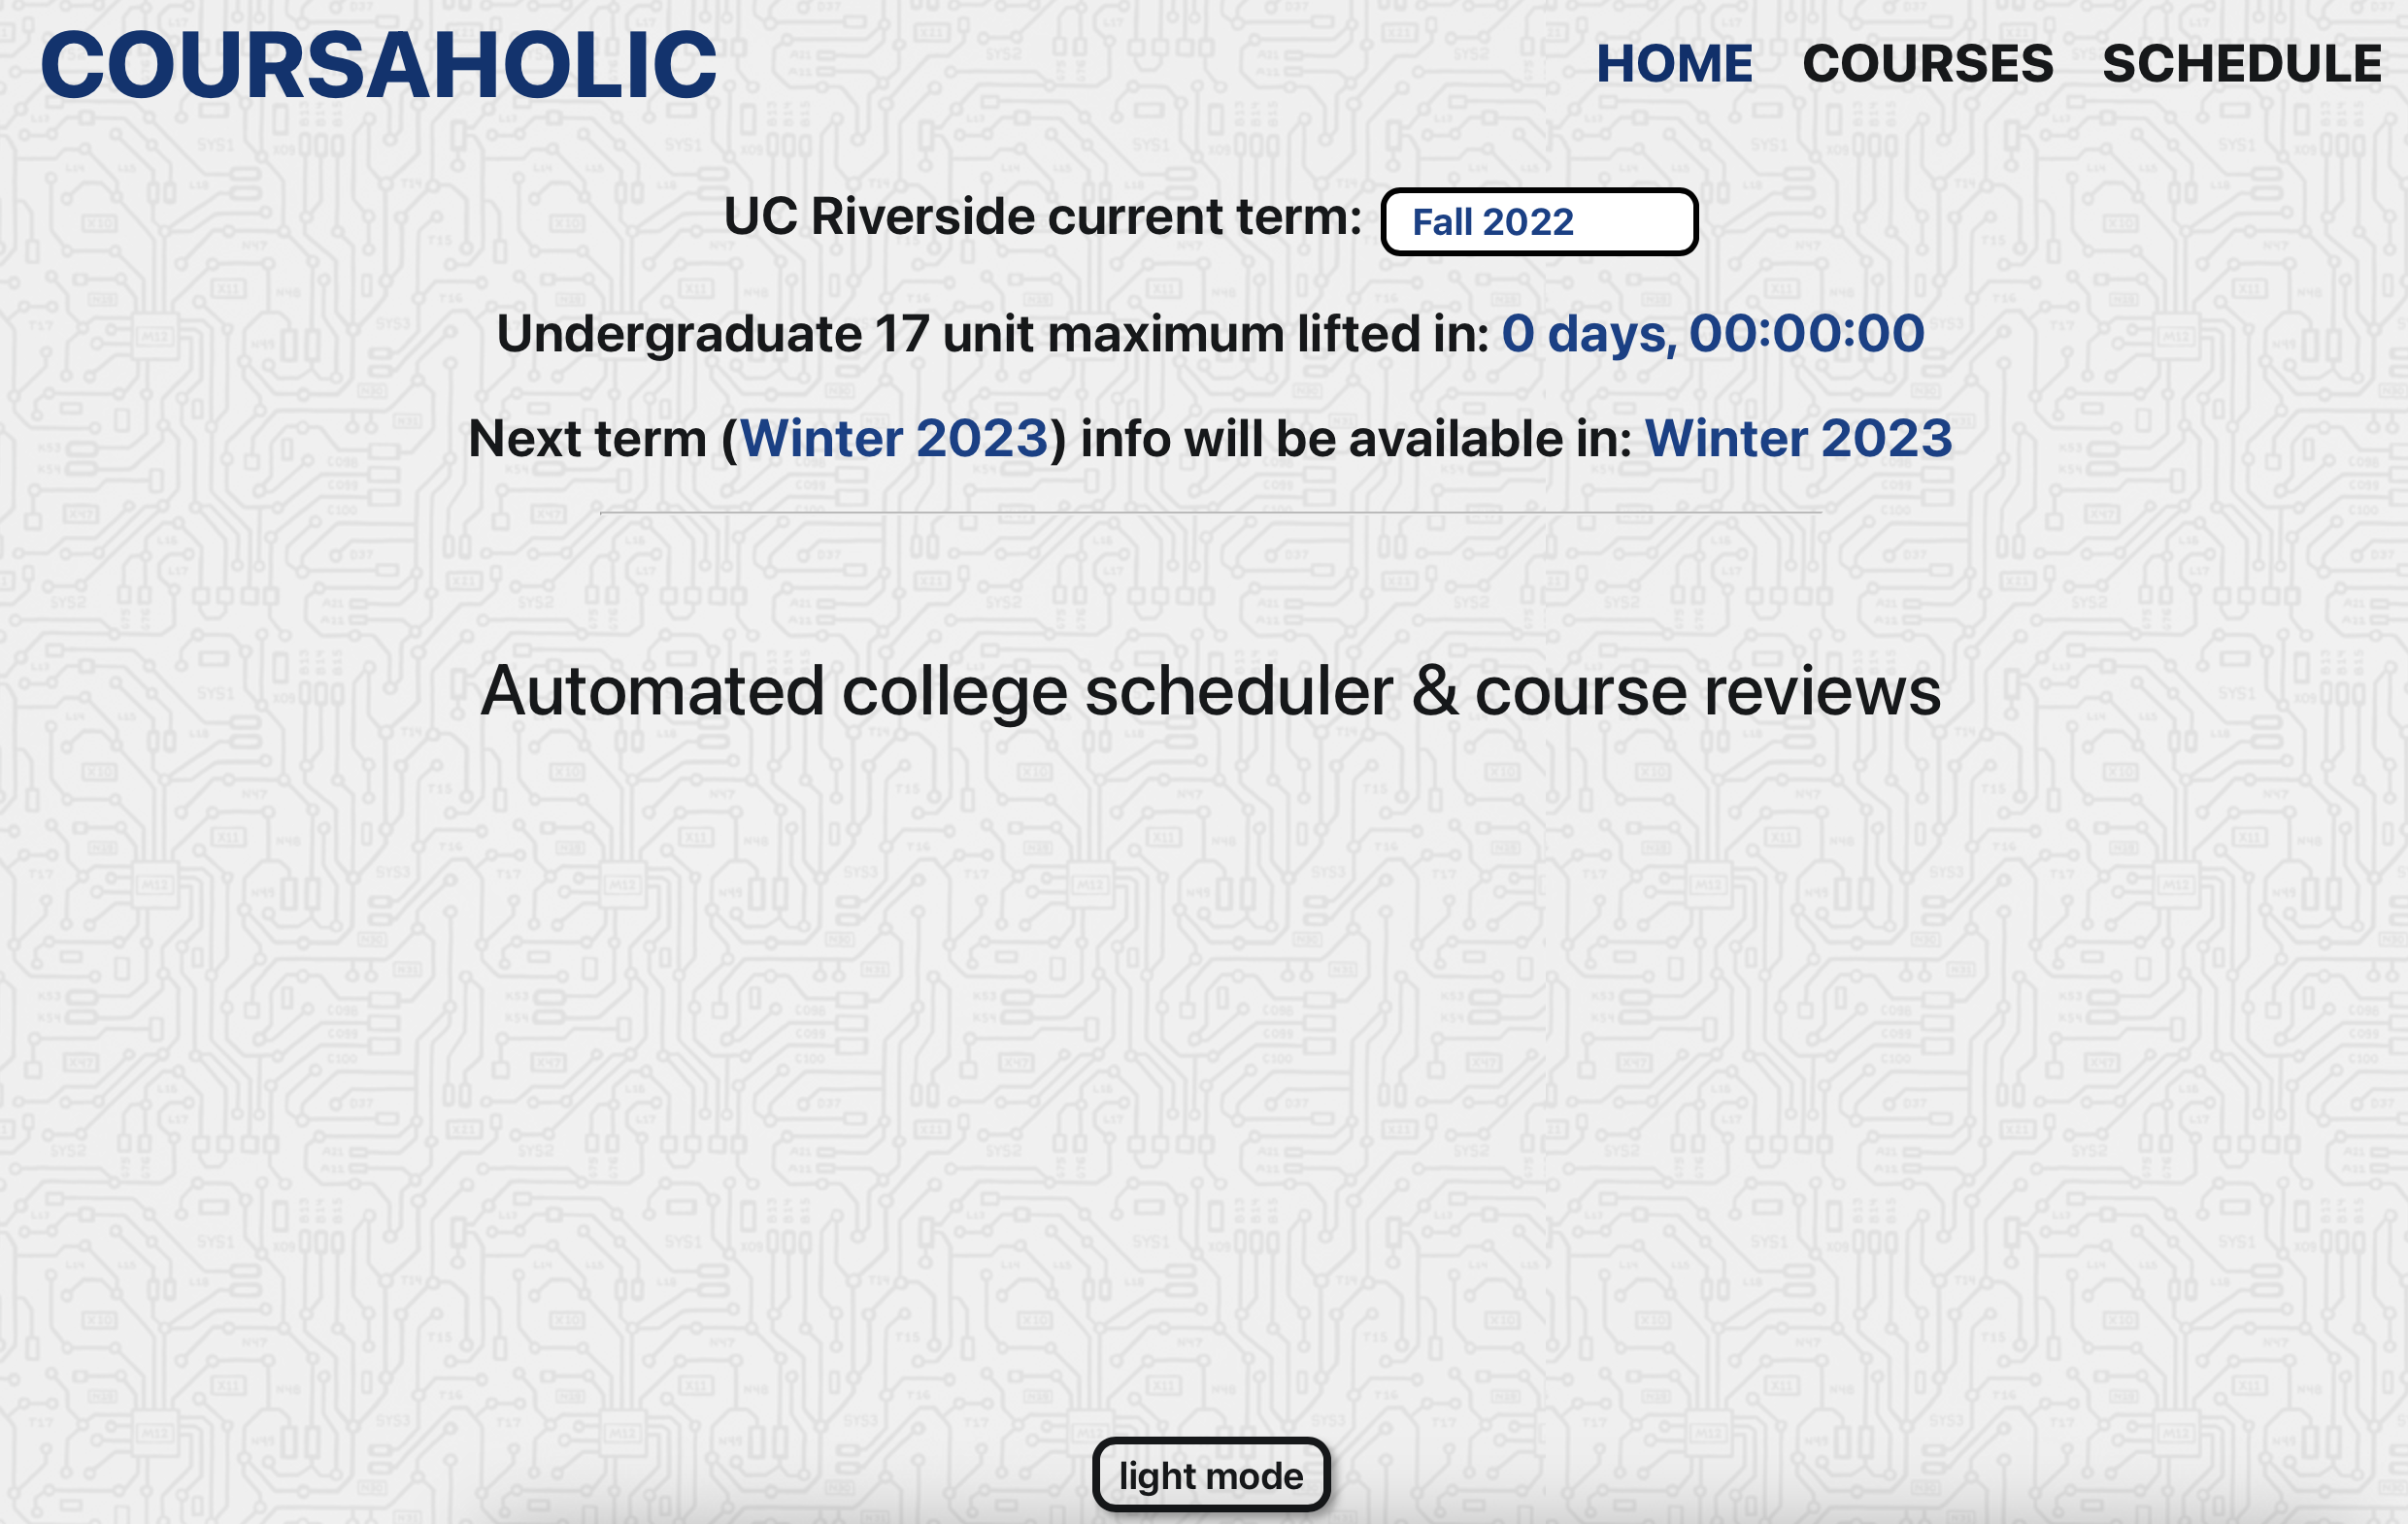 COURSAHOLIC
HOME COURSES SCHEDULE
UC Riverside current term: Fall 2022
Undergraduate 17 unit maximum lifted in: 0 days, 00:00:00
Next term (Winter 2023) info will be available in: Winter 2023
Automated college scheduler & course reviews
light mode